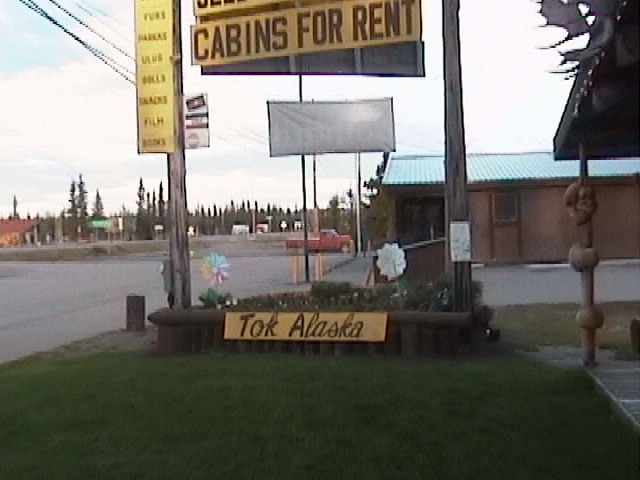 CABINS FOR RENT
FURS
PARKAS
ULUS
DOLLS
SNACKS
FILM
BOOKS
Tok Alaska